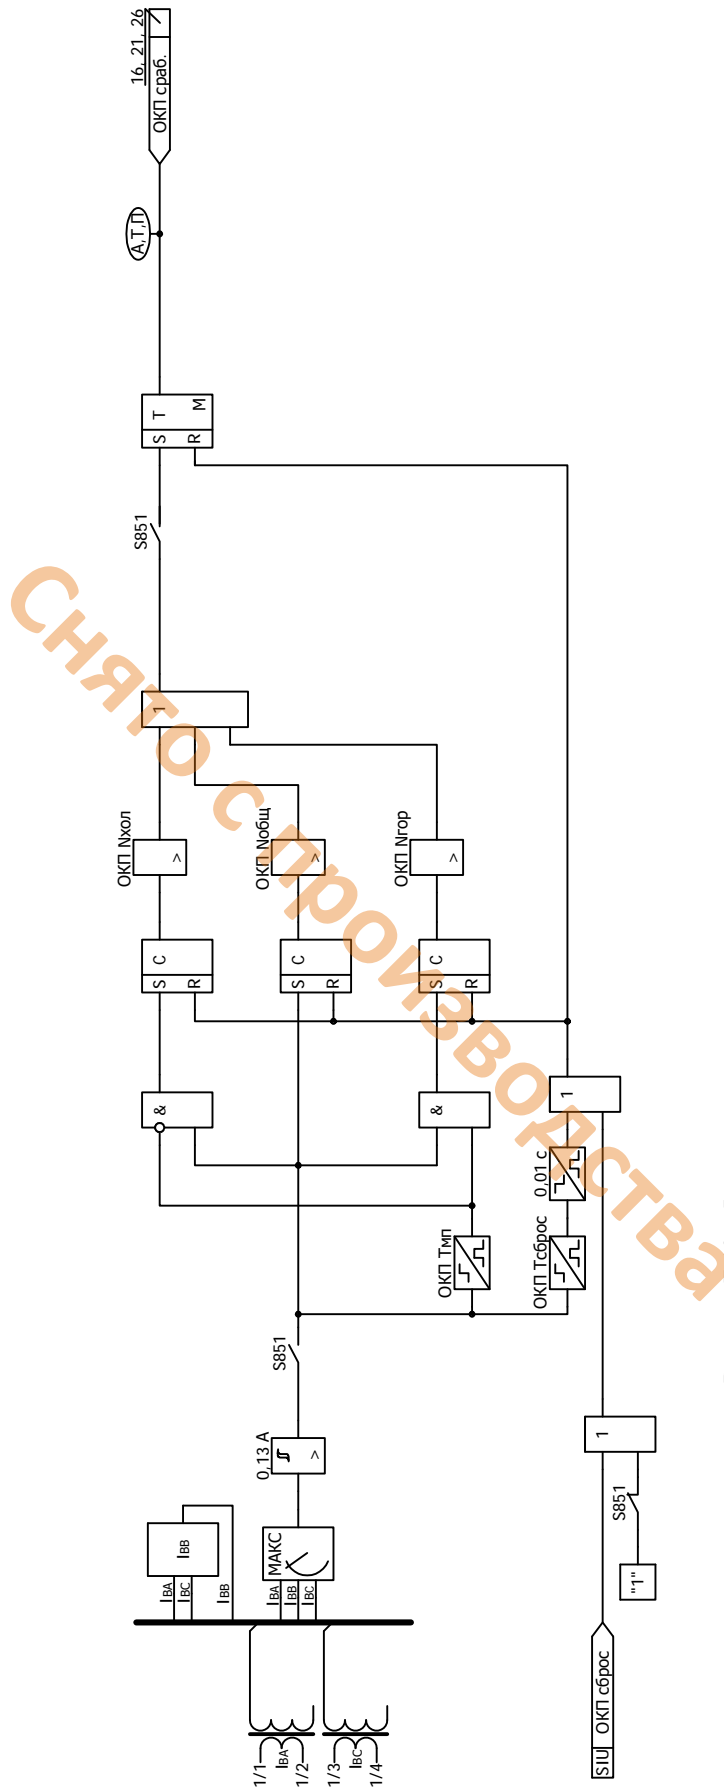 16, 21, 26
ОКП сраб.
А,Т,П
S T
R M
S851
1
ОКП Nхол
>
ОКП Nобщ
>
ОКП Nгор
>
S C
R
S C
R
S C
R
&
&
1
0,01 с
ОКП Тмп
ОКП Тсброс
S851
0,13 А
>
1
S851
"1"
IВВ
IВА
IВС
IВВ
МАКС
IВА
IВВ
IВС
1/1
IВА
1/2
1/3
IВС
1/4
SIU ОКП сброс
Снято с производства